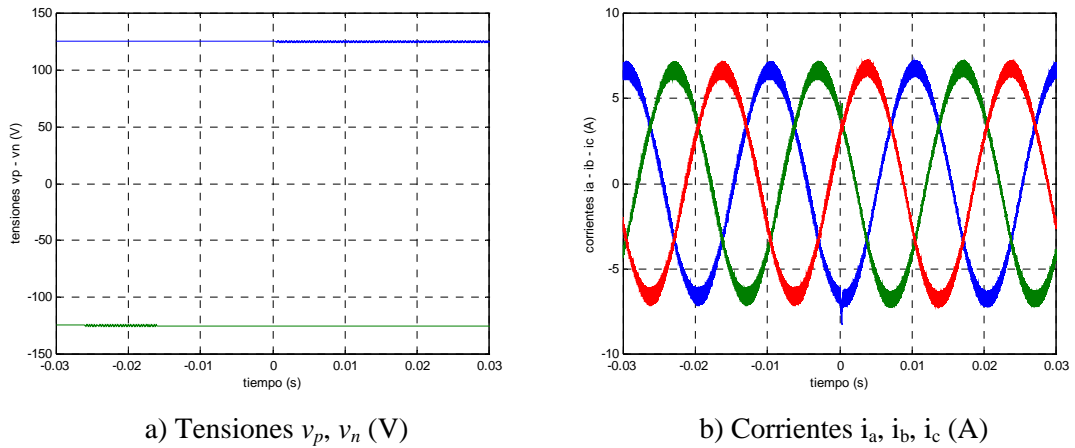 150
100
50
0
-50
-100
-150
tensiones vp - vn (V)
-0.03 -0.02 -0.01 0 0.01 0.02 0.03
tiempo (s)
10
5
0
-5
-10
corrientes ia - ib - ic (A)
-0.03 -0.02 -0.01 0 0.01 0.02 0.03
tiempo (s)
a) Tensiones vp, vn (V)
b) Corrientes ia, ib, ic (A)